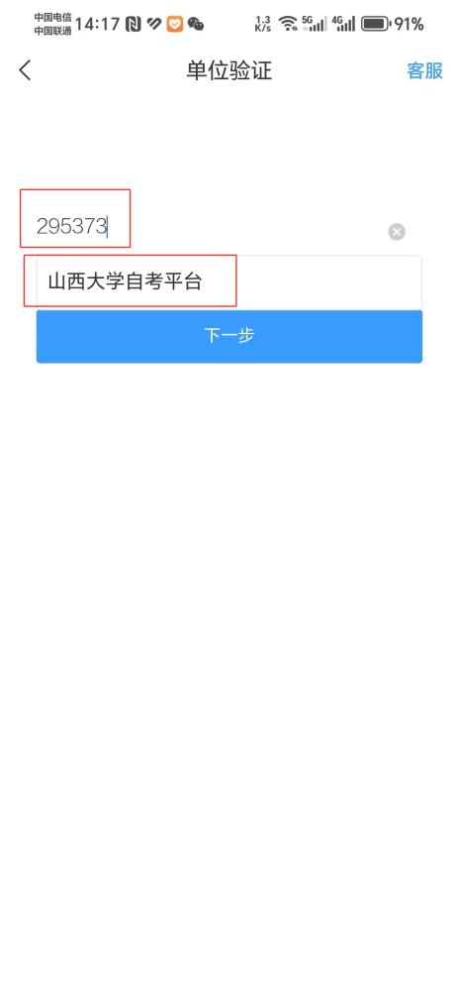 中国电信
中国联通
14:17
1.3 K/s
5G
4G
91%
单位验证
客服
295373
山西大学自考平台
下一步